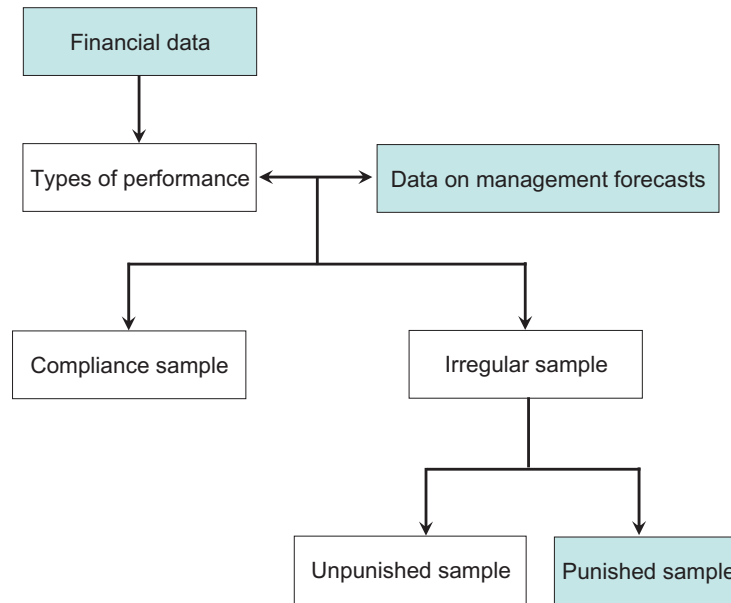 Financial data
Types of performance
Data on management forecasts
Compliance sample
Irregular sample
Unpunished sample
Punished sample